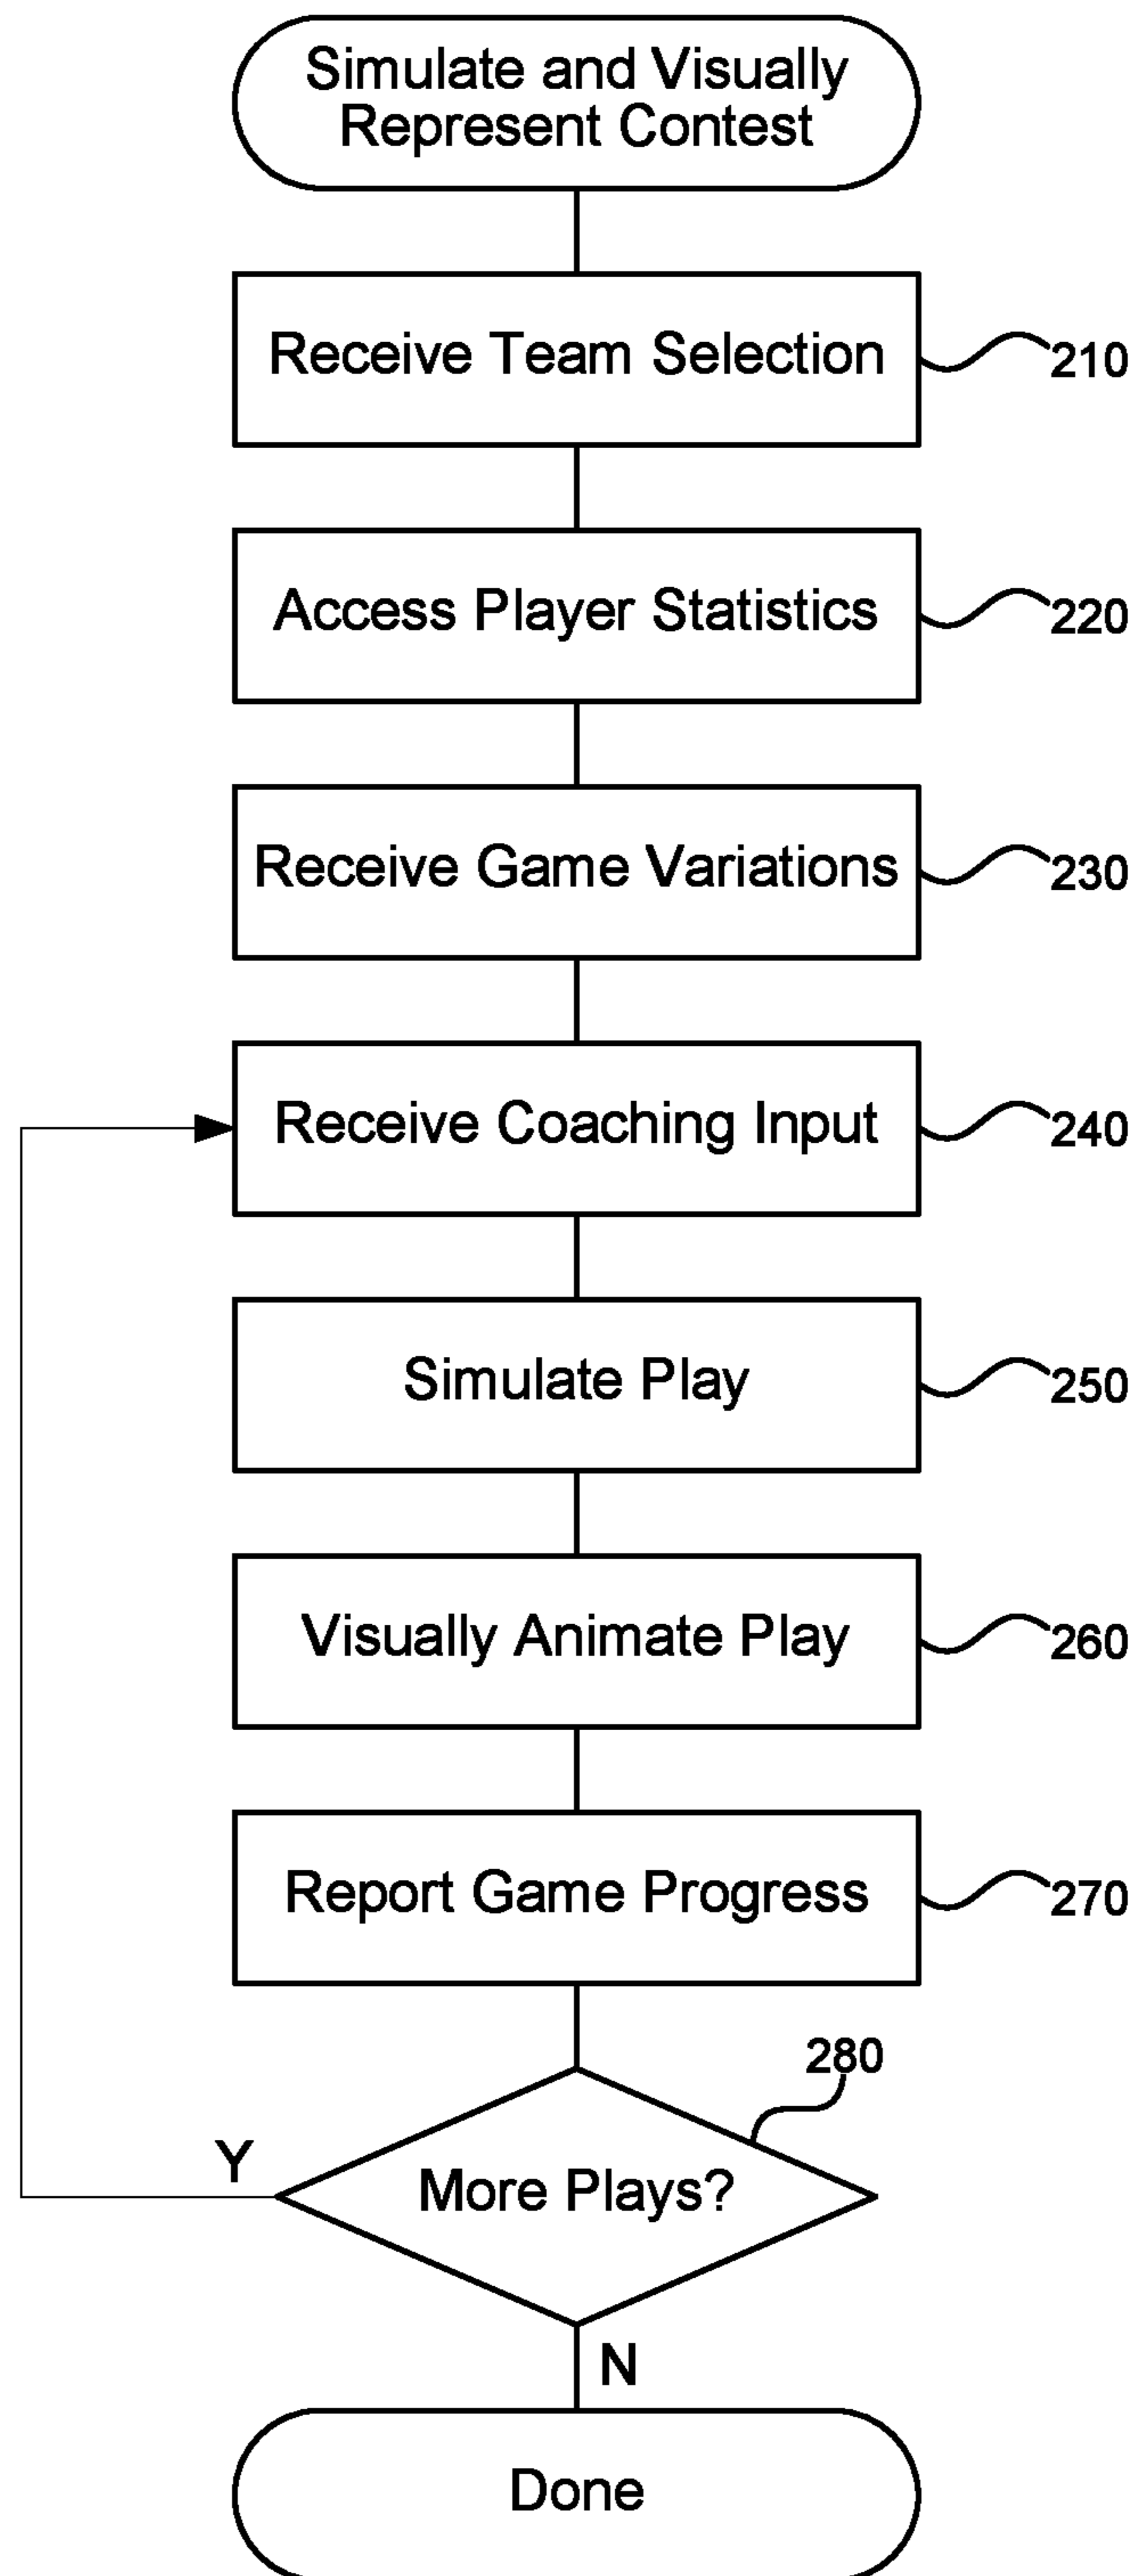 Simulate and Visually
Represent Contest
Receive Team Selection
210
Access Player Statistics
220
Receive Game Variations
230
Receive Coaching Input
240
Simulate Play
250
Visually Animate Play
260
Report Game Progress
270
280
Y
More Plays?
N
Done